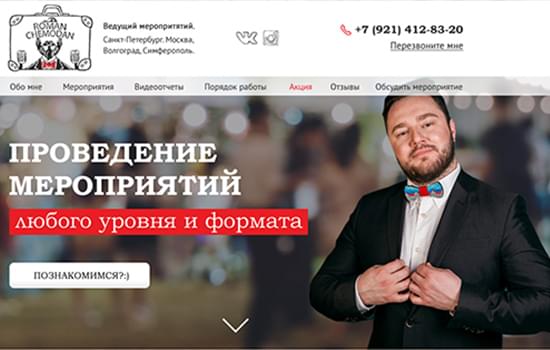 ROMAN
CHEMODAN
Ведущий мероприятий.
Санкт-Петербург. Москва,
Волгоград, Симферополь.
+7 (921) 412-83-20
Перезвоните мне
Обо мне Мероприятия Видеоотчеты Порядок работы Акция Отзывы Обсудить мероприятие
ПРОВЕДЕНИЕ
МЕРОПРИЯТИЙ
любого уровня и формата
ПОЗНАКОМИМСЯ?:)